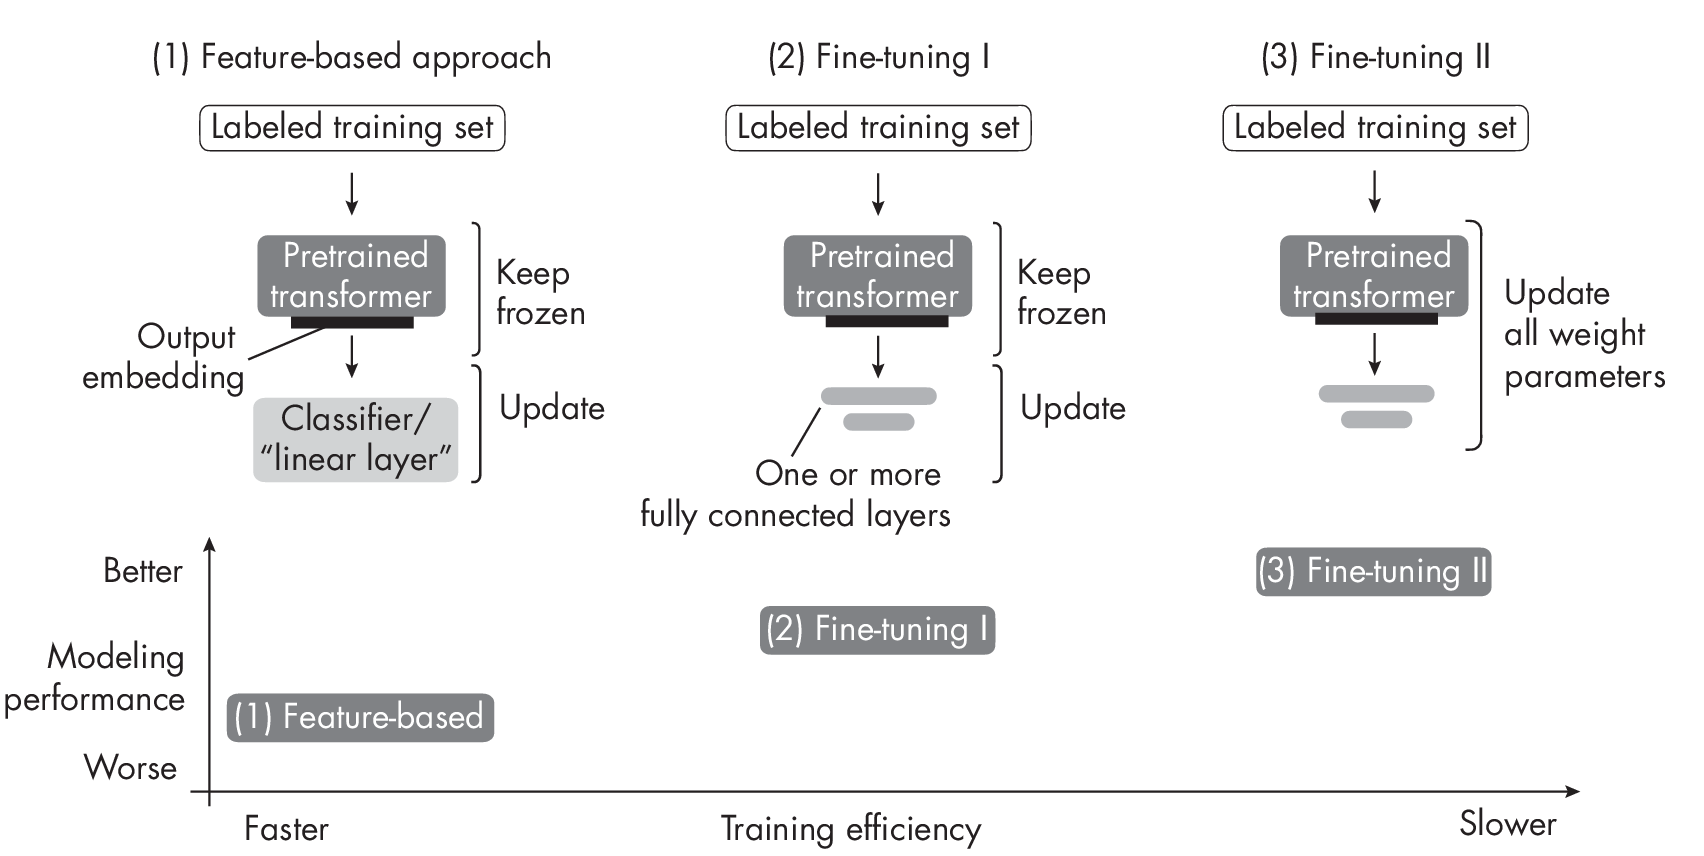 (1) Feature-based approach
Labeled training set
Pretrained
transformer
Keep
frozen
Output
embedding
Classifier/
“linear layer”
Update
(2) Fine-tuning I
Labeled training set
Pretrained
transformer
Keep
frozen
Update
One or more
fully connected layers
(3) Fine-tuning II
Labeled training set
Pretrained
transformer
Update
all weight
parameters
Better
Modeling
performance
Worse
(1) Feature-based
(2) Fine-tuning I
(3) Fine-tuning II
Faster
Training efficiency
Slower